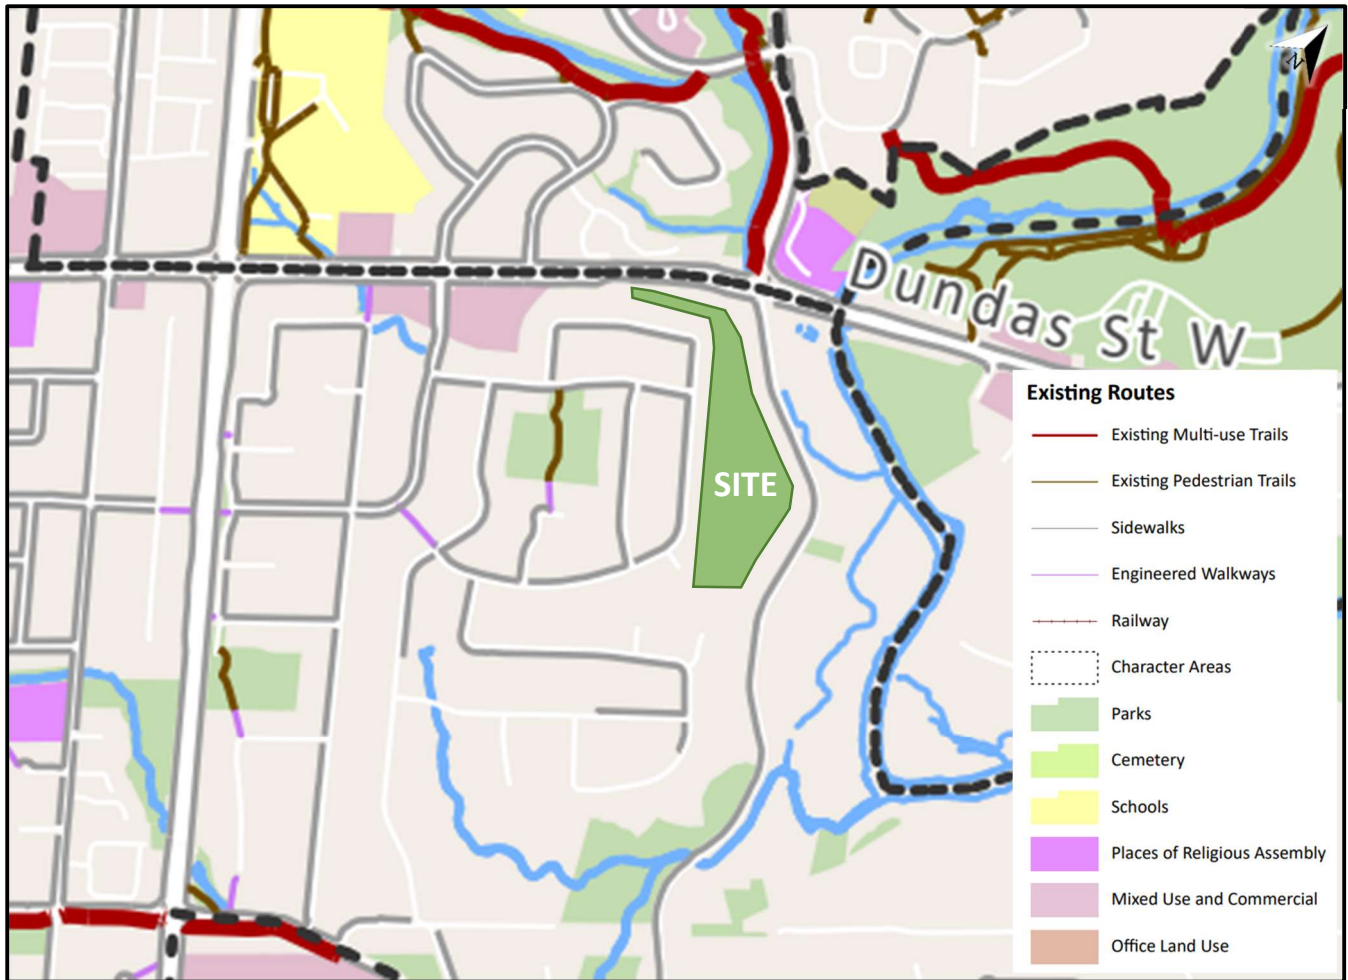 N
Dundas St W
SITE
Existing Routes
Existing Multi-use Trails
Existing Pedestrian Trails
Sidewalks
Engineered Walkways
Railway
Character Areas
Parks
Cemetery
Schools
Places of Religious Assembly
Mixed Use and Commercial
Office Land Use